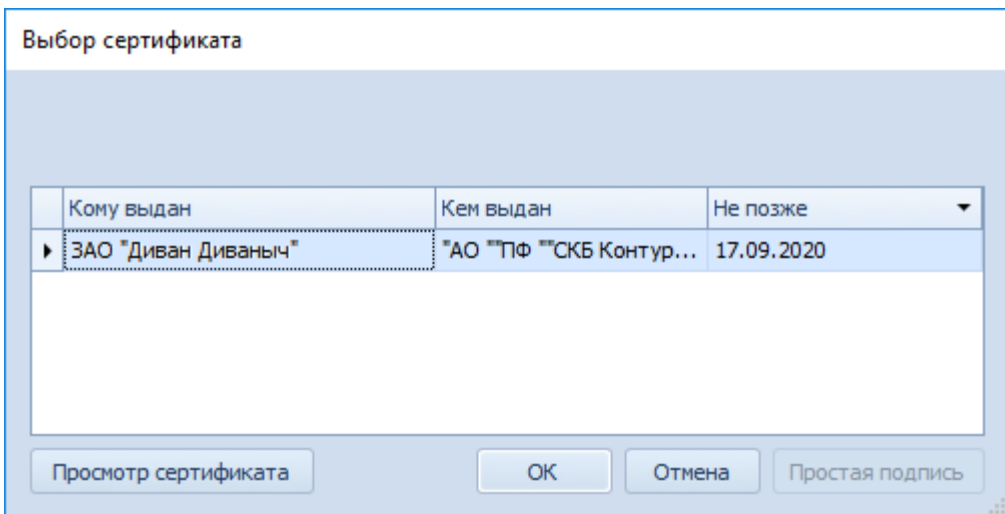 Выбор сертификата
Кому выдан Кем выдан Не позже
ЗАО "Диван Диваныч" "АО ""ПФ ""СКБ Контур... 17.09.2020
Просмотр сертификата ОК Отмена Простая подпись